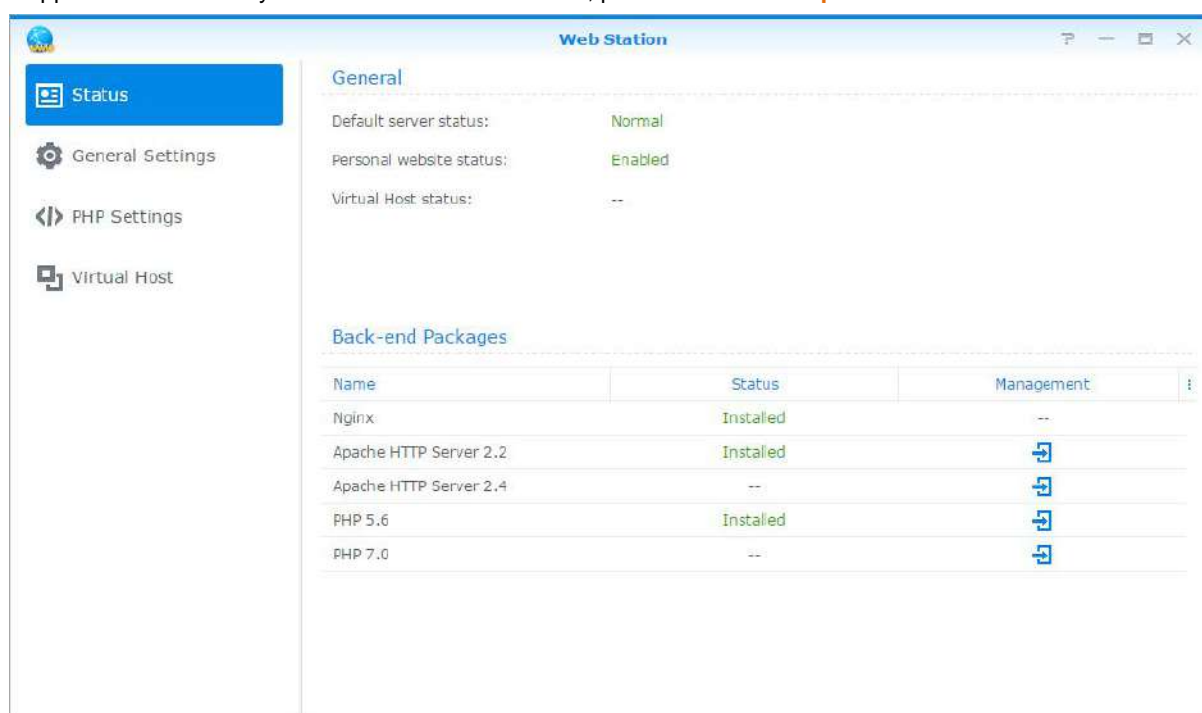 Web Station
Status
General Settings
PHP Settings
Virtual Host
General
Default server status: Normal
Personal website status: Enabled
Virtual Host status: --
Back-end Packages
Name Status Management
Nginx Installed --
Apache HTTP Server 2.2 Installed
Apache HTTP Server 2.4 --
PHP 5.6 Installed
PHP 7.0 --